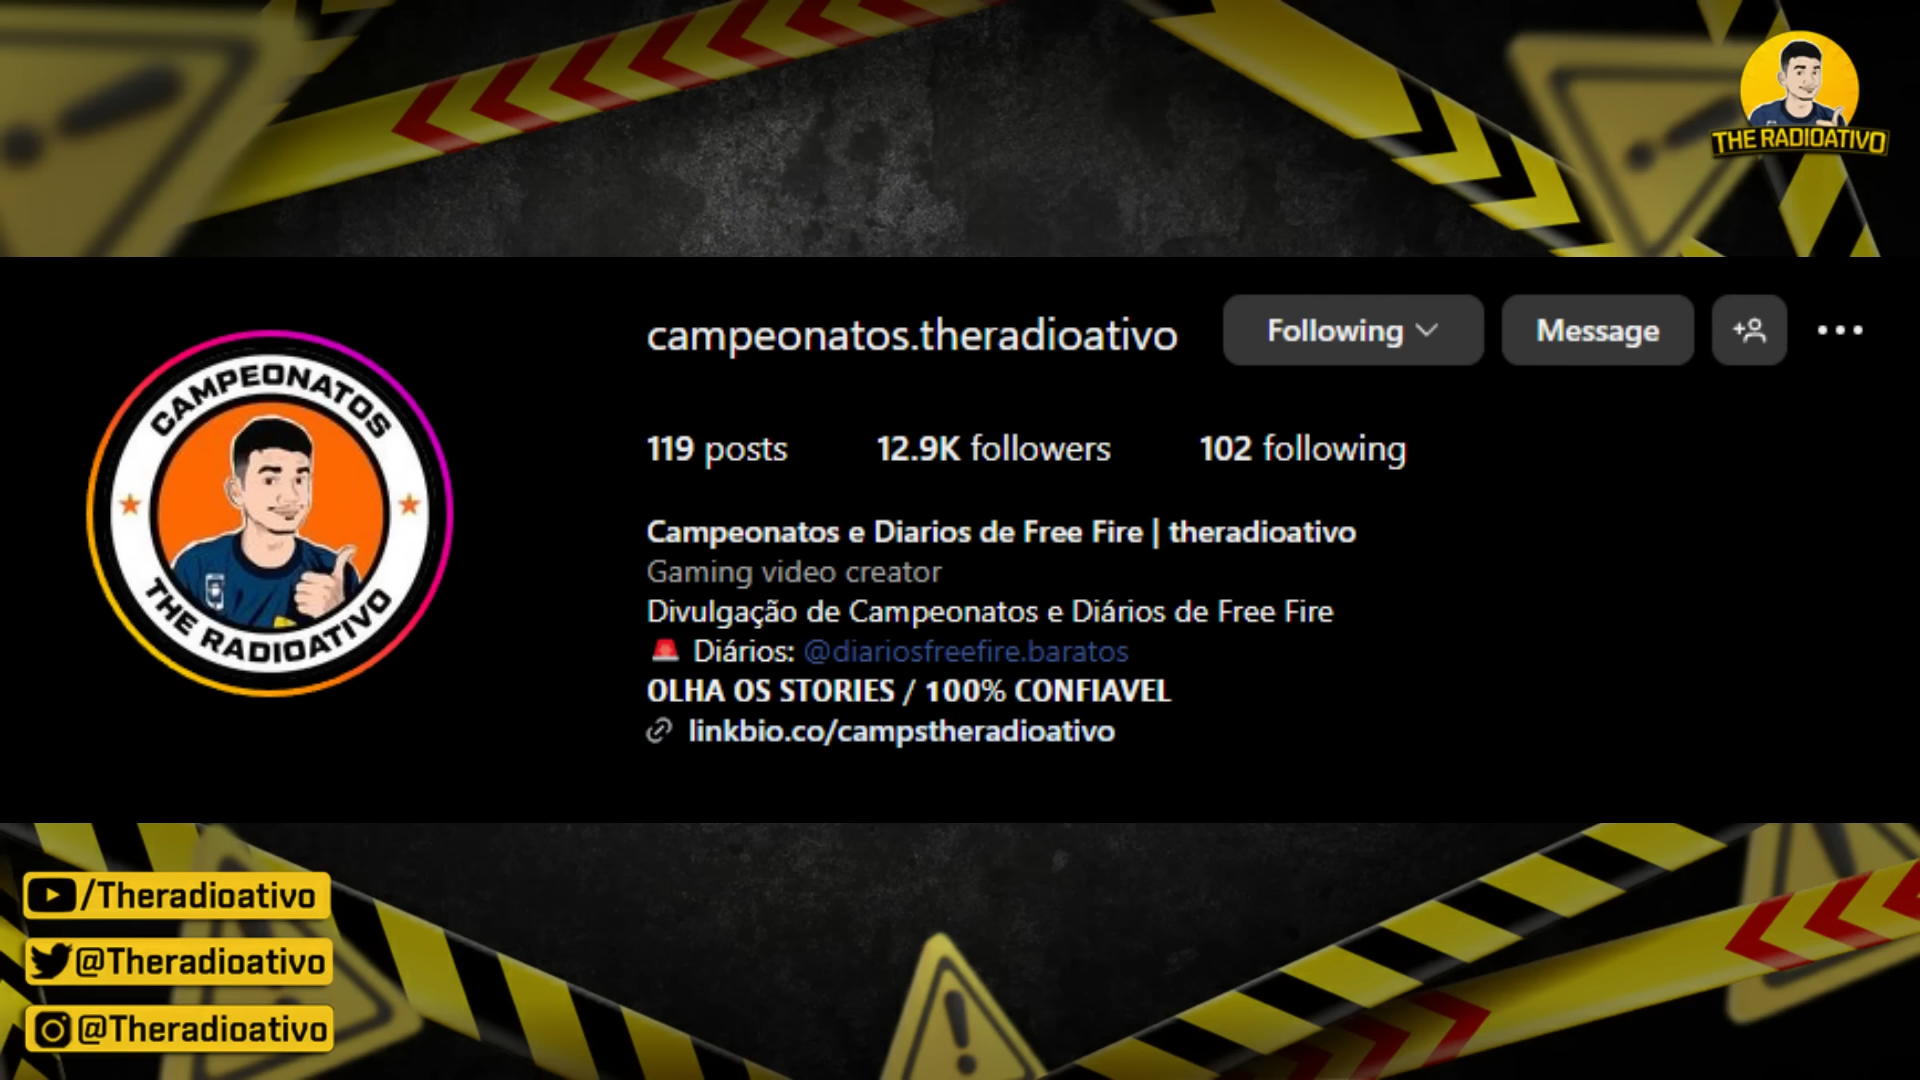 THE RADIOATIVO
campeonatos.theradioativo Following Message
CAMPEONATOS
THE RADIOATIVO
119 posts 12.9K followers 102 following
Campeonatos e Diarios de Free Fire | theradioativo
Gaming video creator
Divulgação de Campeonatos e Diários de Free Fire
🚨 Diários: @diariosfreefire.baratos
OLHA OS STORIES / 100% CONFIAVEL
linkbio.co/campstheradioativo
/Theradioativo
@Theradioativo
@Theradioativo